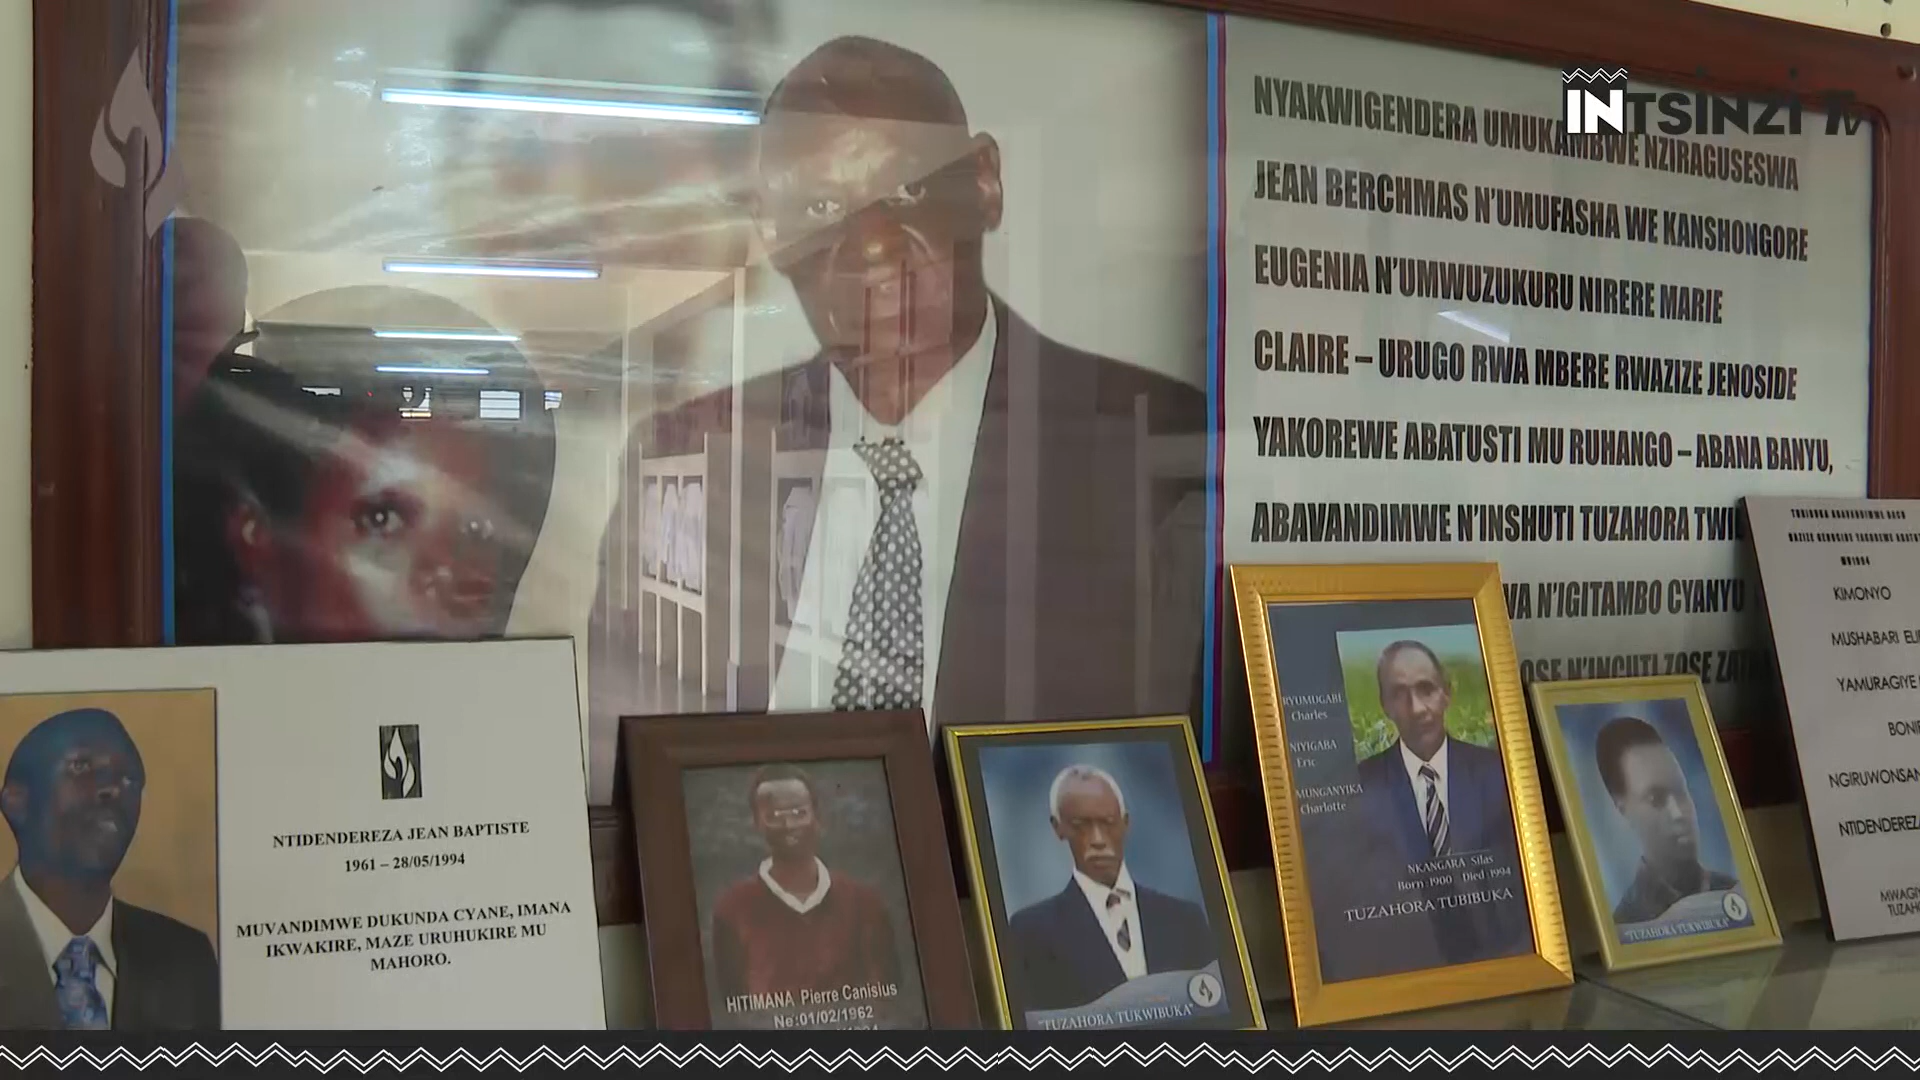 INTSINZI TV
NYAKWIGENDERA UMUKAMBWE NZIRAGUSESWA
JEAN BERCHMAS N'UMUFASHA WE KANSHONGORE
EUGENIA N'UMWUZUKURU NIRERE MARIE
CLAIRE – URUGO RWA MBERE RWAZIZE JENOSIDE
YAKOREWE ABATUSTI MU RUHANGO – ABANA BANYU,
ABAVANDIMWE N'INSHUTI TUZAHORA
N'IGITAMBO CYANYU
N'INCUTI ZOSE
NTIDENDEREZA JEAN BAPTISTE
1961 – 28/05/1994
MUVANDIMWE DUKUNDA CYANE, IMANA
IKWAKIRE, MAZE URUHUKIRE MU
MAHORO.
HITIMANA Pierre Canisius
Ne:01/02/1962
"TUZAHORA TUKWIBUKA"
RYUMUGABE
Charles
NIYIGABA
Eric
MUNGANYIKA
Charlotte
NKANGARA Silas
Born :1900 Died :1994
TUZAHORA TUBIBUKA
"TUZAHORA TUKWIBUKA"
KIMONYO
MUSHABARI
YAMURAGIYE